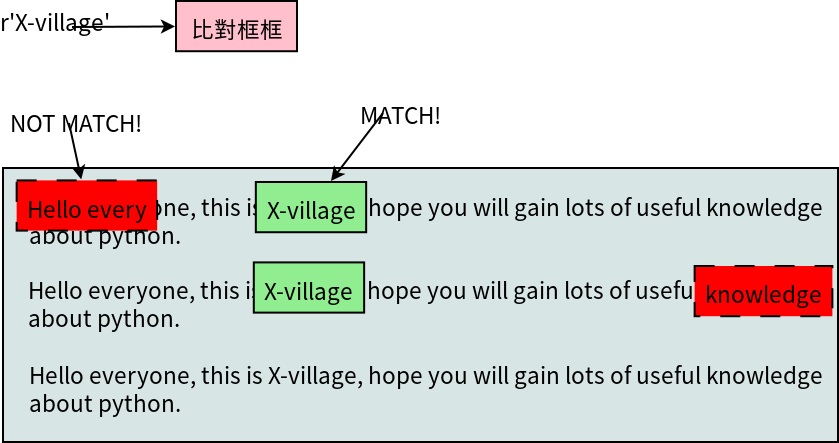 r'X-village'
比對框框
NOT MATCH!
MATCH!
Hello everyone, this is X-village hope you will gain lots of useful knowledge
about python.
Hello everyone, this is X-village hope you will gain lots of useful knowledge
about python.
Hello everyone, this is X-village, hope you will gain lots of useful knowledge
about python.